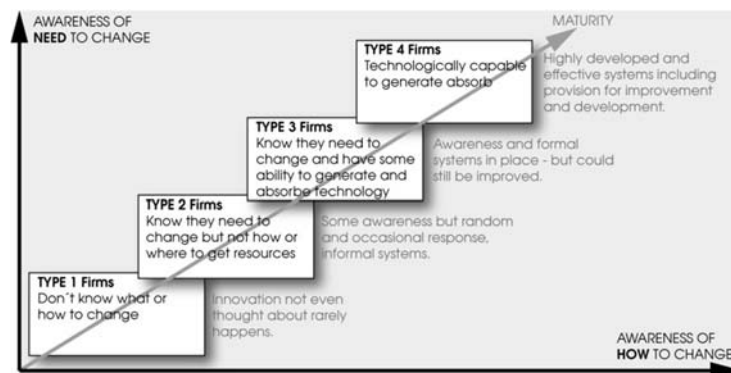 AWARENESS OF
NEED TO CHANGE
MATURITY
TYPE 4 Firms
Technologically capable
to generate absorb
Highly developed and
effective systems including
provision for improvement
and development.
TYPE 3 Firms
Know they need to
change and have some
ability to generate and
absorbe technology
Awareness and formal
systems in place - but could
still be improved.
TYPE 2 Firms
Know they need to
change but not how or
where to get resources
Some awareness but random
and occasional response,
informal systems.
TYPE 1 Firms
Don´t know what or
how to change
Innovation not even
thought about rarely
happens.
AWARENESS OF
HOW TO CHANGE